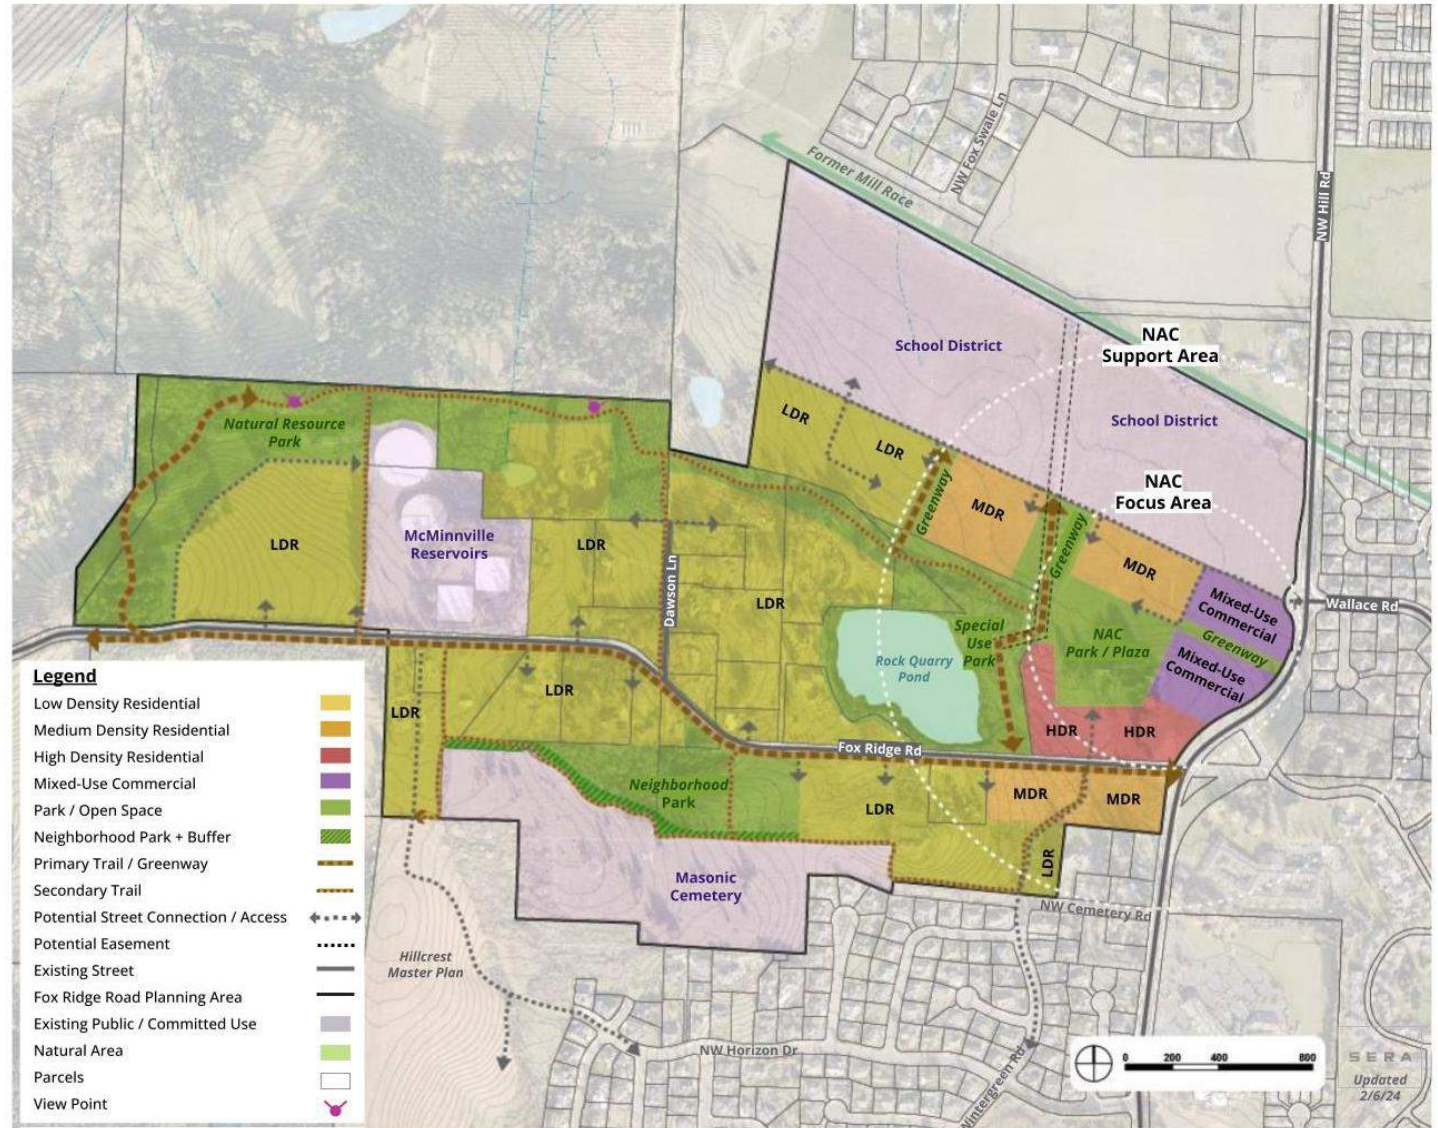 NW Fox Swale Ln
Former Mill Race
NW Hill Rd
NAC
Support Area
School District
School District
NAC
Focus Area
LDR
LDR
Greenway
MDR
Greenway
MDR
Natural Resource
Park
LDR
McMinnville
Reservoirs
LDR
Dawson Ln
LDR
Mixed-Use
Commercial
Wallace Rd
Greenway
Mixed-Use
Commercial
Special
Use
Park
NAC
Park / Plaza
Rock Quarry
Pond
LDR
LDR
HDR
HDR
Fox Ridge Rd
Neighborhood
Park
LDR
MDR
MDR
LDR
Masonic
Cemetery
NW Cemetery Rd
Hillcrest
Master Plan
NW Horizon Dr
Wintergreen Rd
Legend
Low Density Residential
Medium Density Residential
High Density Residential
Mixed-Use Commercial
Park / Open Space
Neighborhood Park + Buffer
Primary Trail / Greenway
Secondary Trail
Potential Street Connection / Access
Potential Easement
Existing Street
Fox Ridge Road Planning Area
Existing Public / Committed Use
Natural Area
Parcels
View Point
0 200 400 800
SERA
Updated
2/6/24